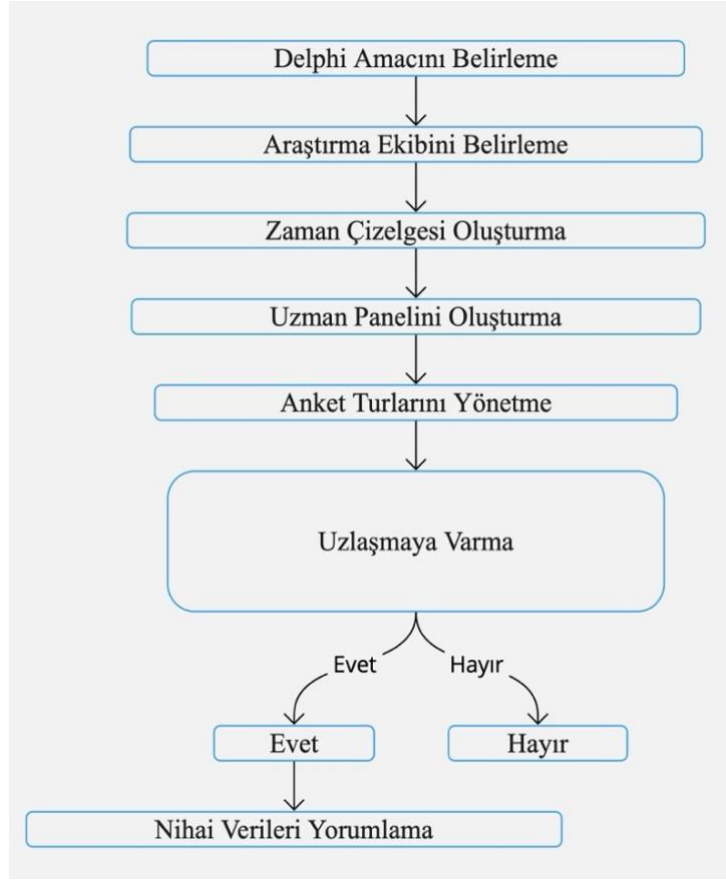 Delphi Amacını Belirleme
Araştırma Ekibini Belirleme
Zaman Çizelgesi Oluşturma
Uzman Panelini Oluşturma
Anket Turlarını Yönetme
Uzlaşmaya Varma
Evet Hayır
Evet Hayır
Nihai Verileri Yorumlama